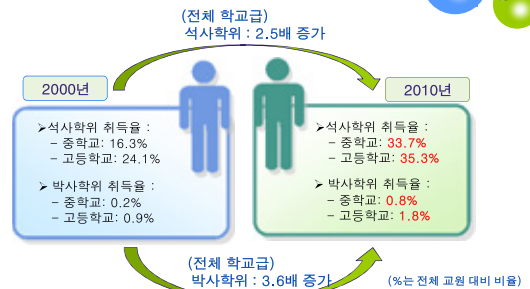 (전체 학교급)
석사학위 : 2.5배 증가
2000년
➢석사학위 취득율 :
– 중학교: 16.3%
– 고등학교: 24.1%
➢ 박사학위 취득율 :
– 중학교: 0.2%
– 고등학교: 0.9%
2010년
➢석사학위 취득율 :
– 중학교: 33.7%
– 고등학교: 35.3%
➢ 박사학위 취득율 :
– 중학교: 0.8%
– 고등학교: 1.8%
(전체 학교급)
박사학위 : 3.6배 증가
(%는 전체 교원 대비 비율)